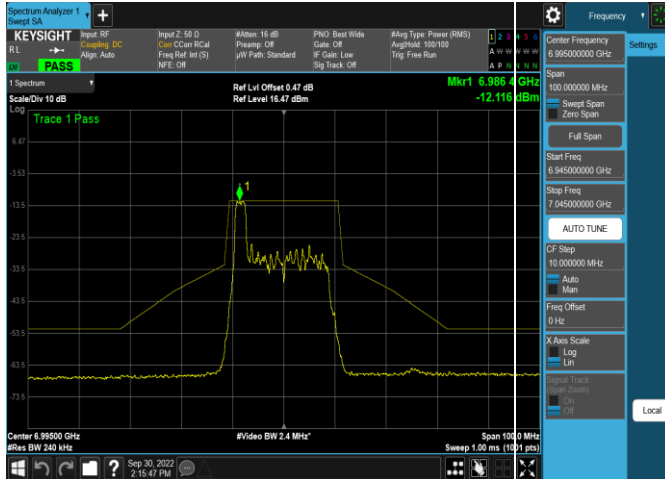 Spectrum Analyzer 1
Swept SA
+
Frequency
KEYSIGHT
R L
PASS
Input: RF
Coupling: DC
Align: Auto
Input Z: 50 Ω
Corr CCorr RCal
Freq Ref: Int (S)
NFE: Off
#Atten: 16 dB
Preamp: Off
µW Path: Standard
PNO: Best Wide
Gate: Off
IF Gain: Low
Sig Track: Off
#Avg Type: Power (RMS)
Avg|Hold: 100/100
Trig: Free Run
1 2 3 4 5 6
A W W W W W
A P N N N N
1 Spectrum
Scale/Div 10 dB
Log
Ref Lvl Offset 0.47 dB
Ref Level 16.47 dBm
Mkr1 6.986 4 GHz
-12.116 dBm
Trace 1 Pass
1
6.47
-3.53
-13.5
-23.5
-33.5
-43.5
-53.5
-63.5
-73.5
Center 6.99500 GHz
#Res BW 240 kHz
#Video BW 2.4 MHz*
Span 100.0 MHz
Sweep 1.00 ms (1001 pts)
Sep 30, 2022
2:15:47 PM
Center Frequency
6.995000000 GHz
Settings
Span
100.000000 MHz
Swept Span
Zero Span
Full Span
Start Freq
6.945000000 GHz
Stop Freq
7.045000000 GHz
AUTO TUNE
CF Step
10.000000 MHz
Auto
Man
Freq Offset
0 Hz
X Axis Scale
Log
Lin
Signal Track
(Span Zoom)
On
Off
Local